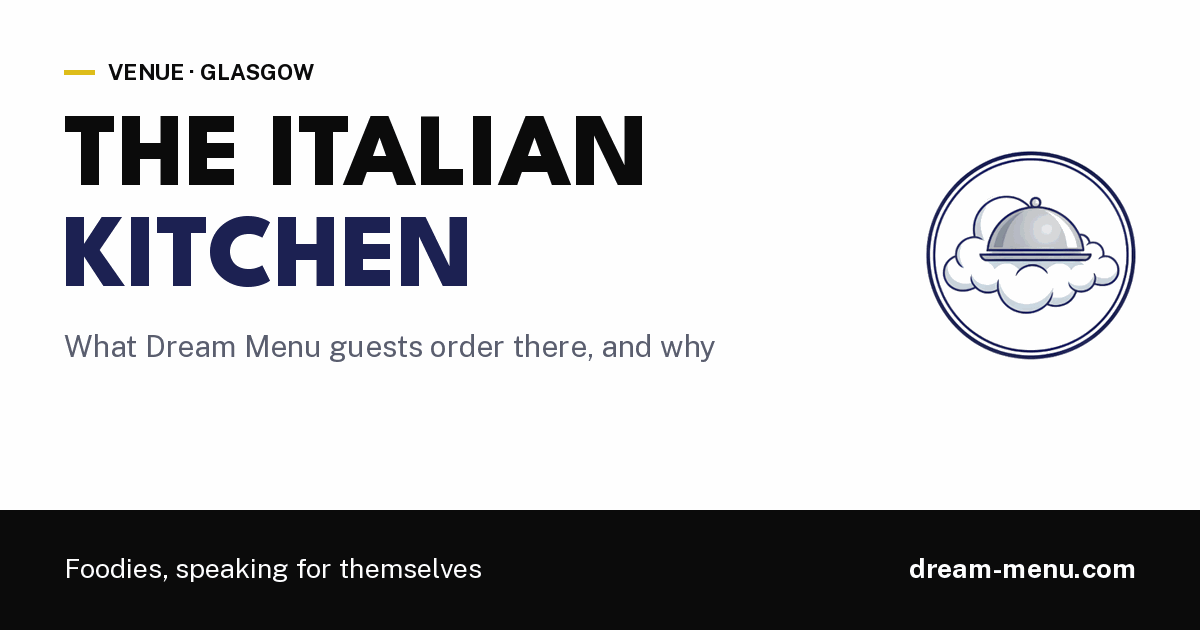 VENUE · GLASGOW
THE ITALIAN
KITCHEN
What Dream Menu guests order there, and why
Foodies, speaking for themselves
dream-menu.com